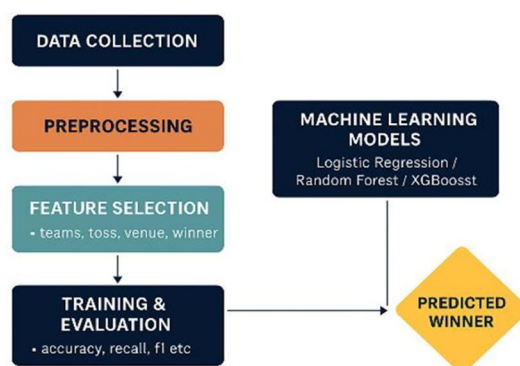 DATA COLLECTION
PREPROCESSING
FEATURE SELECTION
• teams, toss, venue, winner
TRAINING &
EVALUATION
• accuracy, recall, f1 etc
MACHINE LEARNING
MODELS
Logistic Regression /
Random Forest / XGBoosst
PREDICTED
WINNER